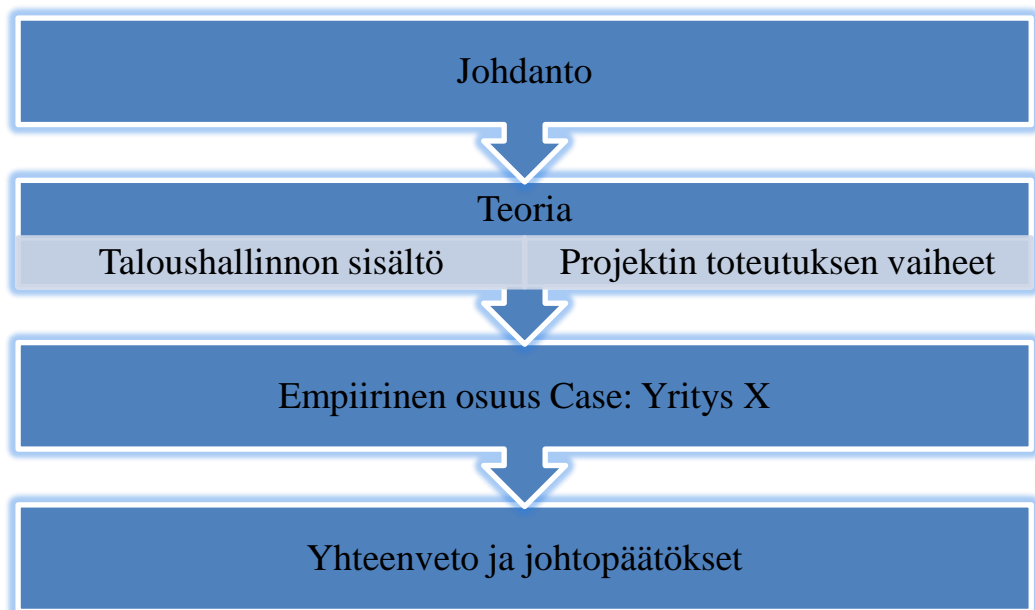 Johdanto
Teoria
Taloushallinnon sisältö
Projektin toteutuksen vaiheet
Empiirinen osuus Case: Yritys X
Yhteenveto ja johtopäätökset